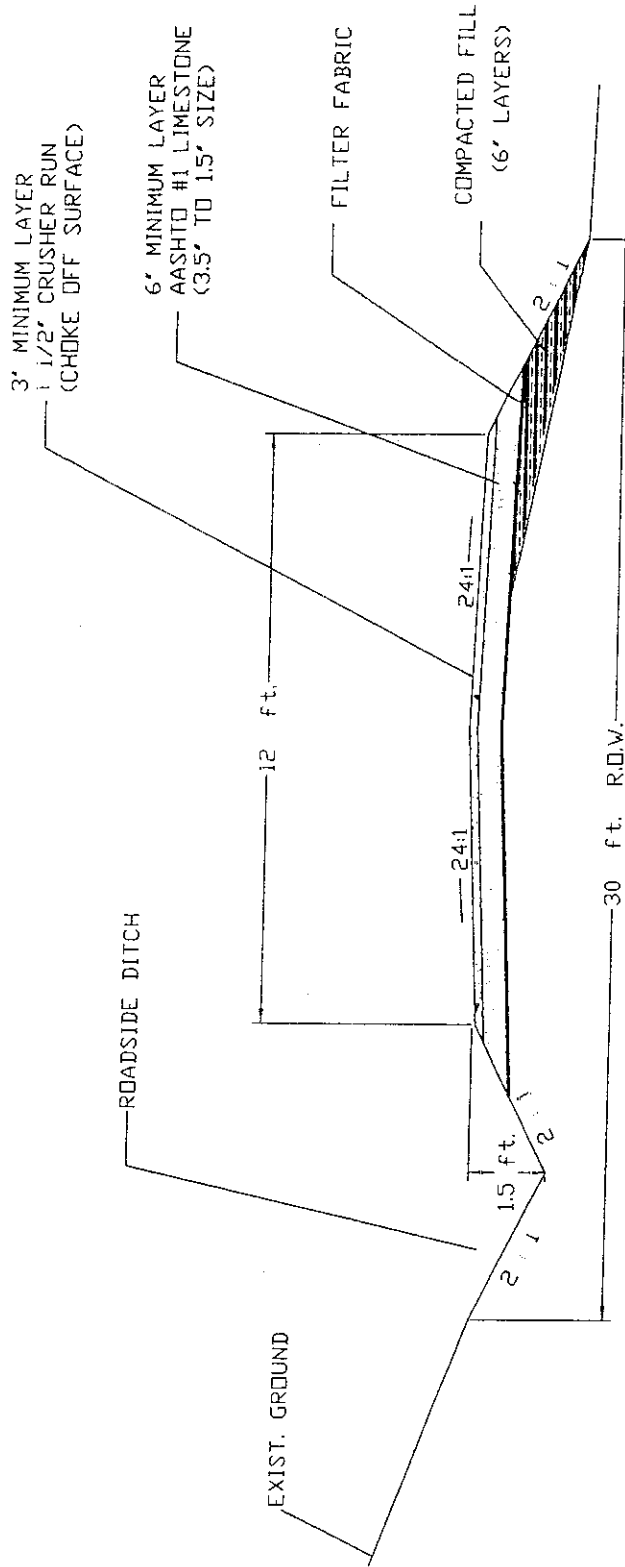 3" MINIMUM LAYER
1 1/2" CRUSHER RUN
(CHOKE OFF SURFACE)
6" MINIMUM LAYER
AASHTO #1 LIMESTONE
(3.5" TO 1.5" SIZE)
FILTER FABRIC
COMPACTED FILL
(6" LAYERS)
ROADSIDE DITCH
EXIST. GROUND
12 ft.
24:1
24:1
2 : 1
2 : 1
2 : 1
1.5 ft.
30 ft. R.O.W.